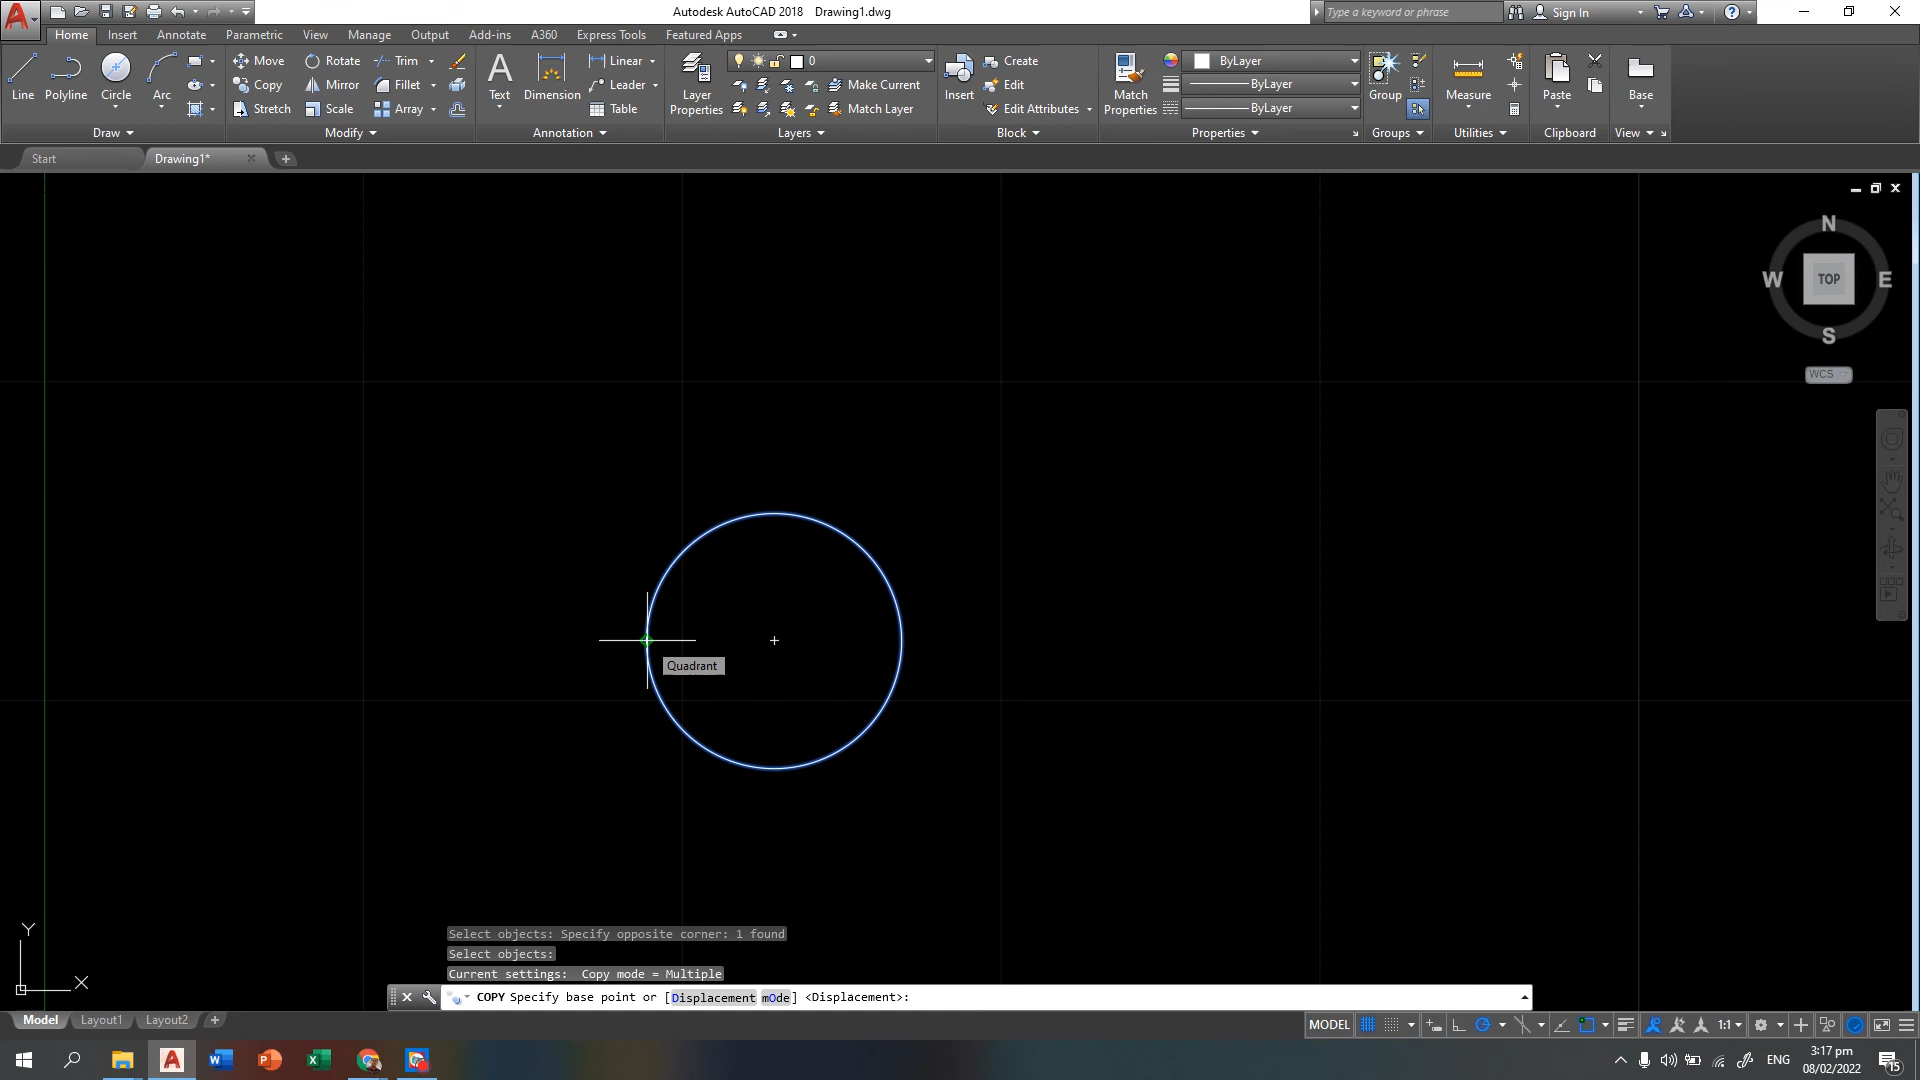 Autodesk AutoCAD 2018 Drawing1.dwg
Type a keyword or phrase
Sign In
Home Insert Annotate Parametric View Manage Output Add-ins A360 Express Tools Featured Apps
Line Polyline Circle Arc
Draw
Move Rotate Trim
Copy Mirror Fillet
Stretch Scale Array
Modify
Text Dimension
Linear
Leader
Table
Annotation
Layer Properties
0
Make Current
Match Layer
Layers
Insert
Create
Edit
Edit Attributes
Block
Match Properties
ByLayer
ByLayer
ByLayer
Properties
Group
Groups
Measure
Utilities
Paste
Clipboard
Base
View
Start Drawing1*
N
W TOP E
S
WCS
Quadrant
Y
X
Select objects: Specify opposite corner: 1 found
Select objects:
Current settings: Copy mode = Multiple
COPY Specify base point or [Displacement mOde] <Displacement>:
Model Layout1 Layout2
MODEL 1:1
ENG
3:17 pm
08/02/2022
15